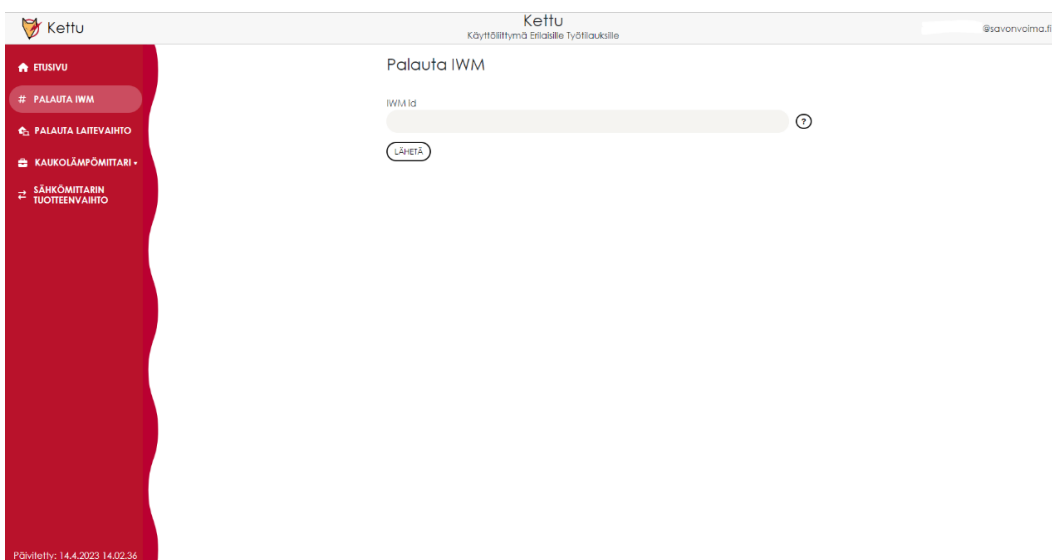 Kettu
Kettu
Käyttöliittymä Erilaisille Työtilauksille
@savonvoima.fi
ETUSIVU
# PALAUTA IWM
PALAUTA LAITEVAIHTO
KAUKOLÄMPÖMITTARI
SÄHKÖMITTARIN
TUOTTEENVAIHTO
Palauta IWM
IWM id
?
LÄHETÄ
Päivitetty: 14.4.2023 14.02.36